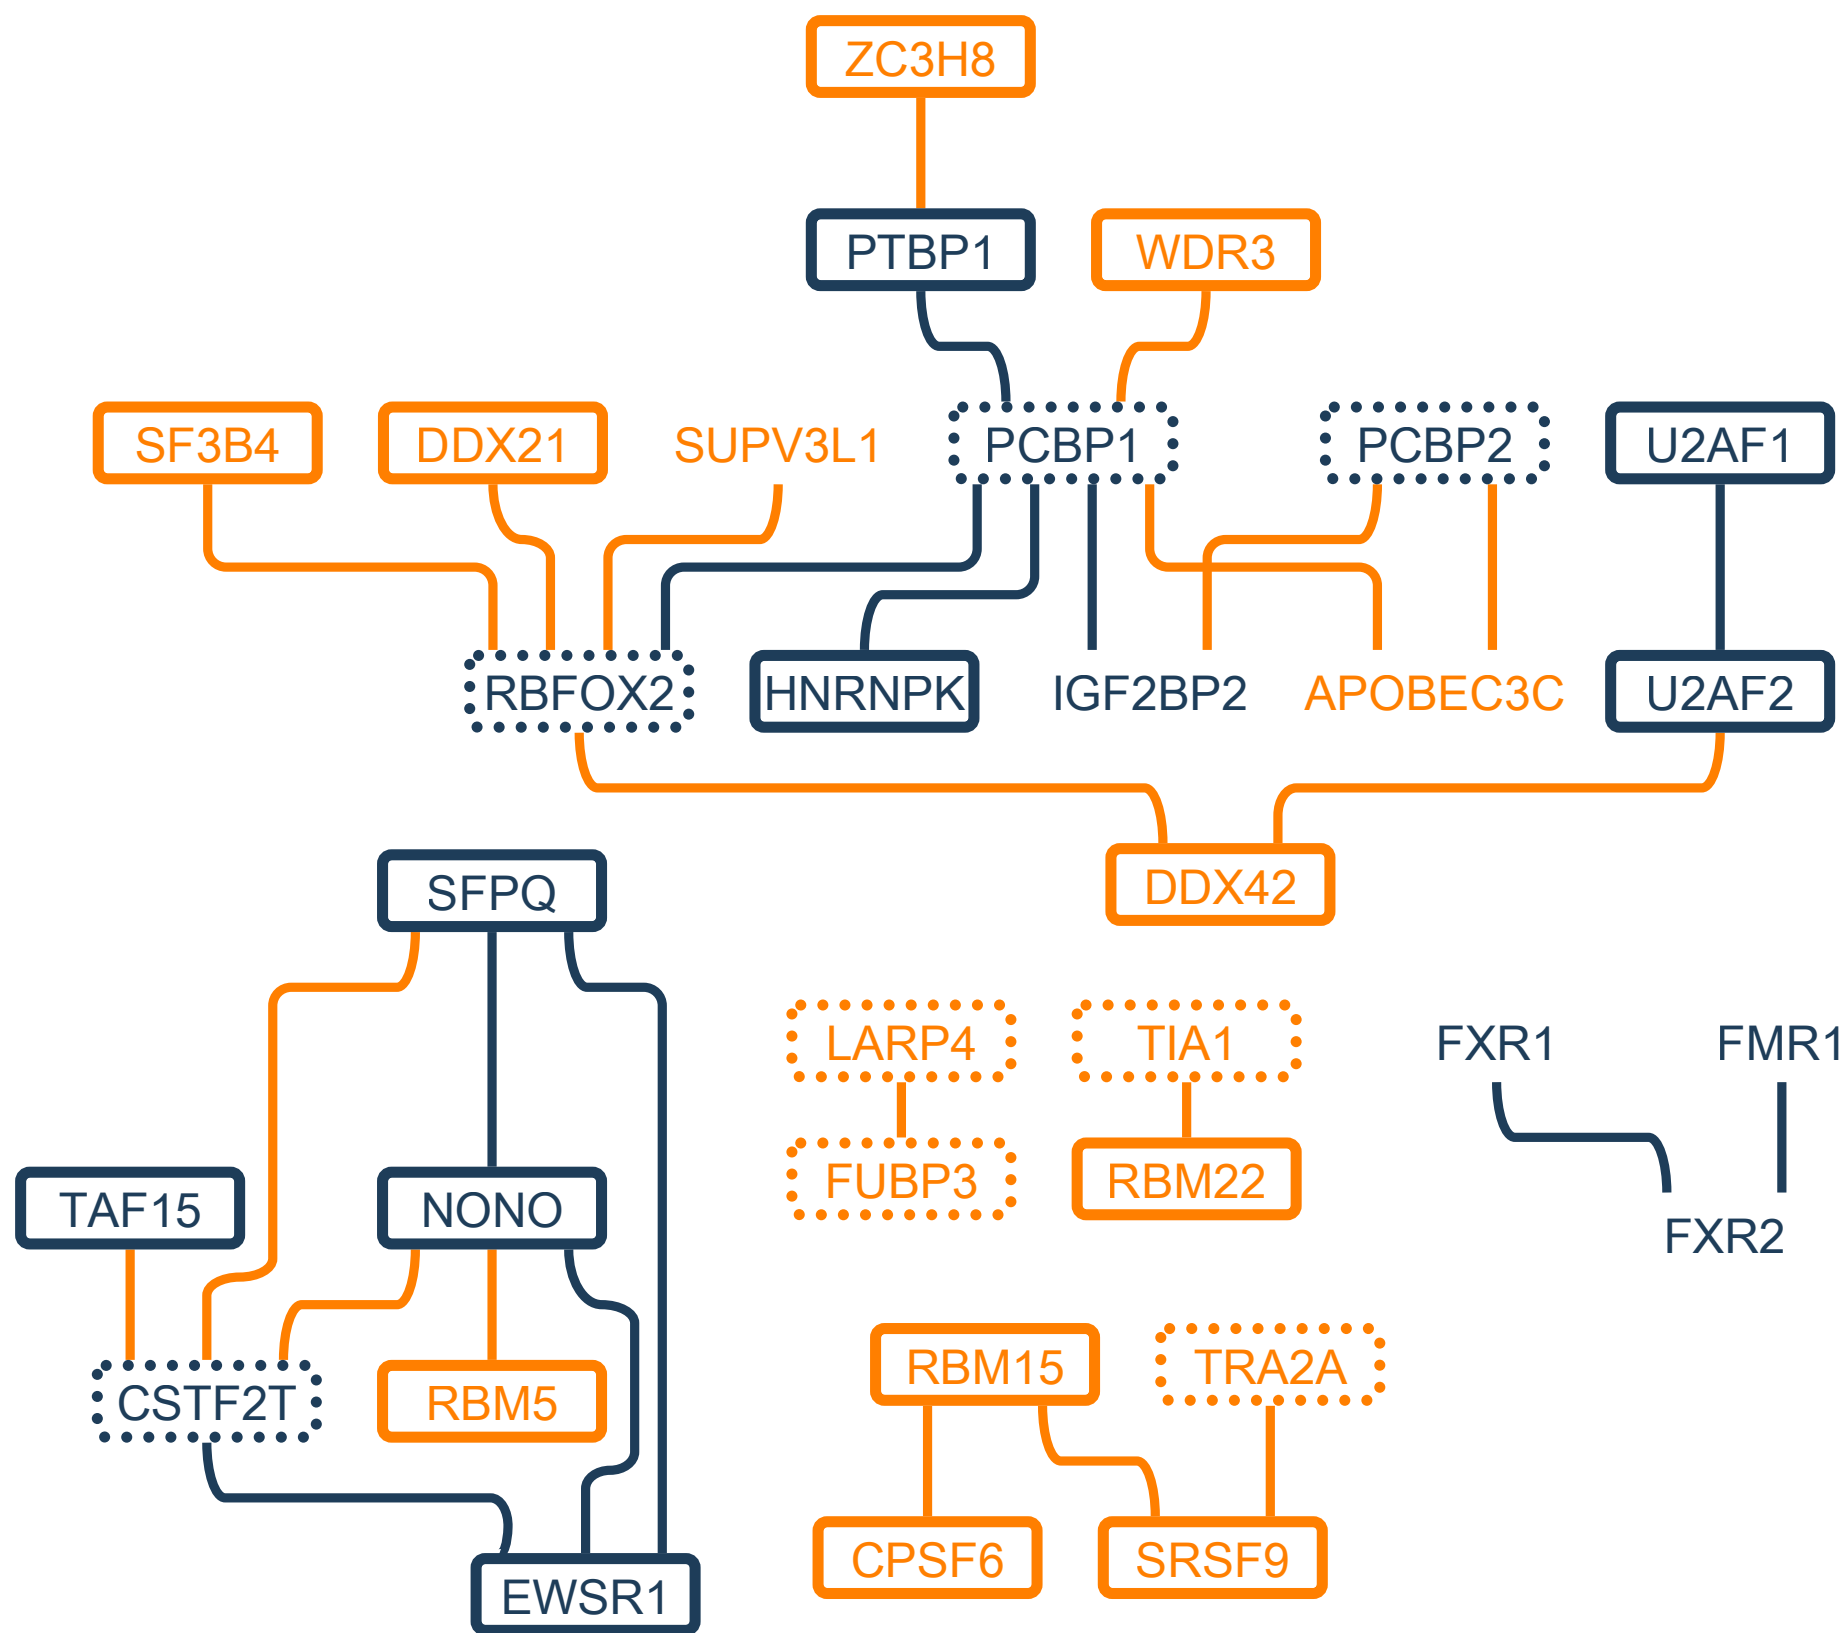 ZC3H8
PTBP1
WDR3
SF3B4
DDX21
SUPV3L1
PCBP1
PCBP2
U2AF1
RBFOX2
HNRNPK
IGF2BP2
APOBEC3C
U2AF2
SFPQ
DDX42
LARP4
TIA1
FXR1
FMR1
TAF15
NONO
FUBP3
RBM22
FXR2
CSTF2T
RBM5
RBM15
TRA2A
EWSR1
CPSF6
SRSF9